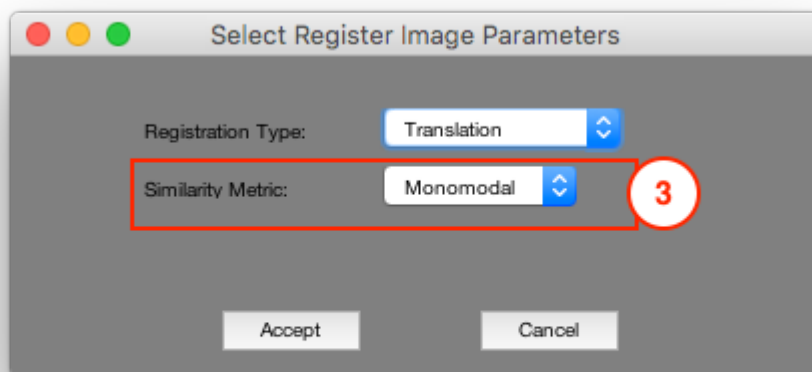 Select Register Image Parameters
Registration Type: Translation
Similarity Metric: Monomodal
3
Accept Cancel